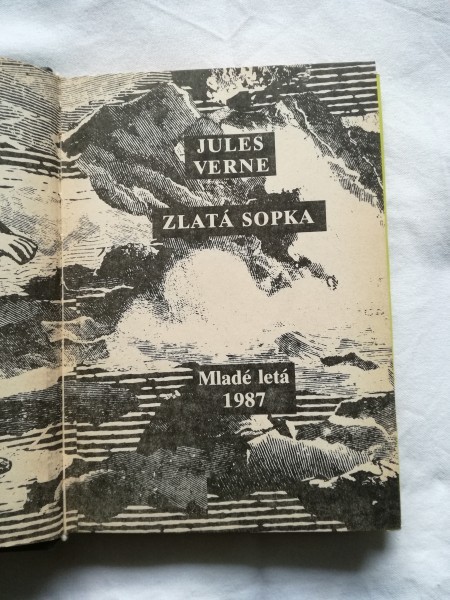 JULES
VERNE
ZLATÁ SOPKA
Mladé letá
1987